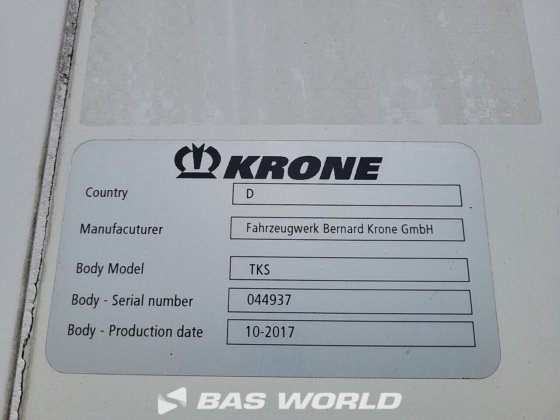 KRONE
Country D
Manufacuturer Fahrzeugwerk Bernard Krone GmbH
Body Model TKS
Body - Serial number 044937
Body - Production date 10-2017
BAS WORLD